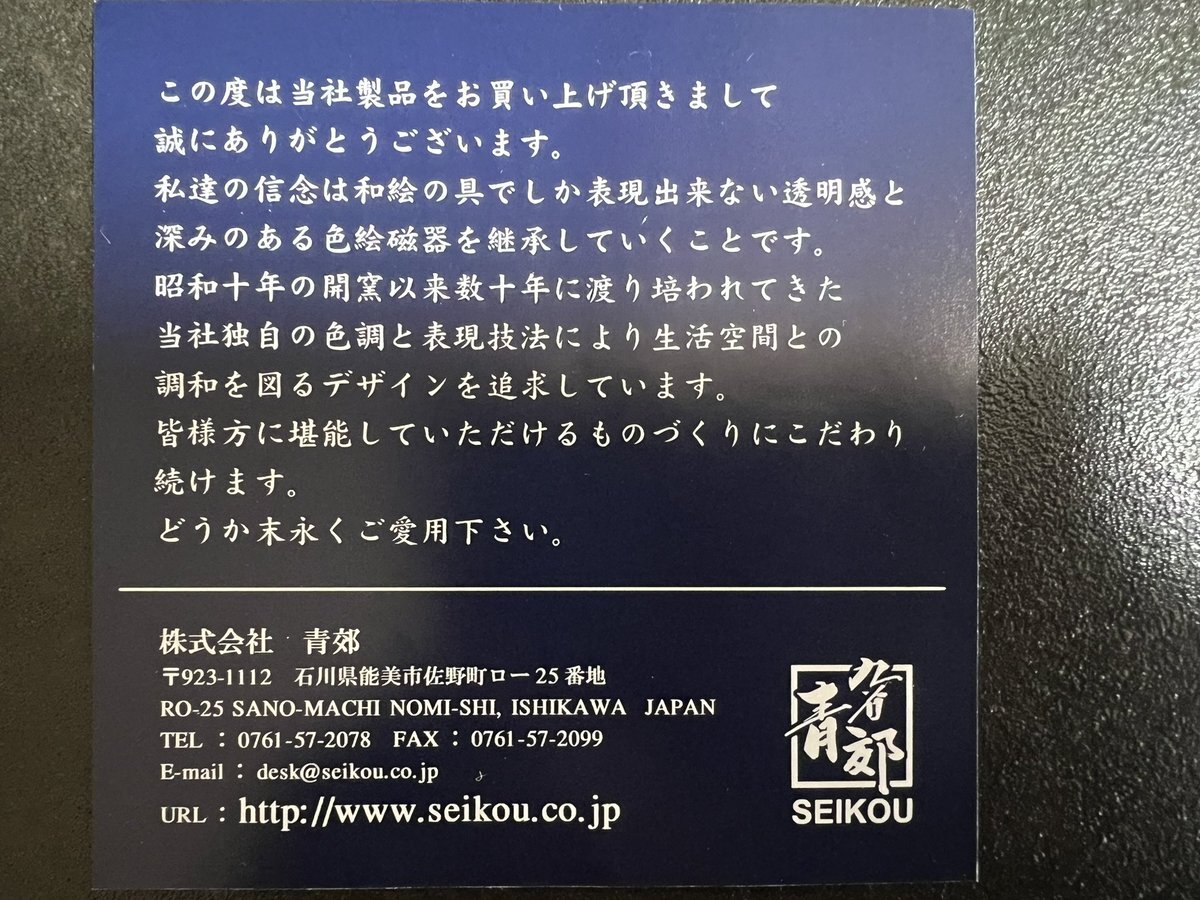 この度は当社製品をお買い上げ頂きまして
誠にありがとうございます。
私達の信念は和絵の具でしか表現出来ない透明感と
深みのある色絵磁器を継承していくことです。
昭和十年の開窯以来数十年に渡り培われてきた
当社独自の色調と表現技法により生活空間との
調和を図るデザインを追求しています。
皆様方に堪能していただけるものづくりにこだわり
続けます。
どうか末永くご愛用下さい。
株式会社　青郊
〒923-1112　石川県能美市佐野町ロー25番地
RO-25 SANO-MACHI NOMI-SHI, ISHIKAWA JAPAN
TEL：0761-57-2078　FAX：0761-57-2099
E-mail：desk@seikou.co.jp
URL：http://www.seikou.co.jp
九谷
青郊
SEIKOU